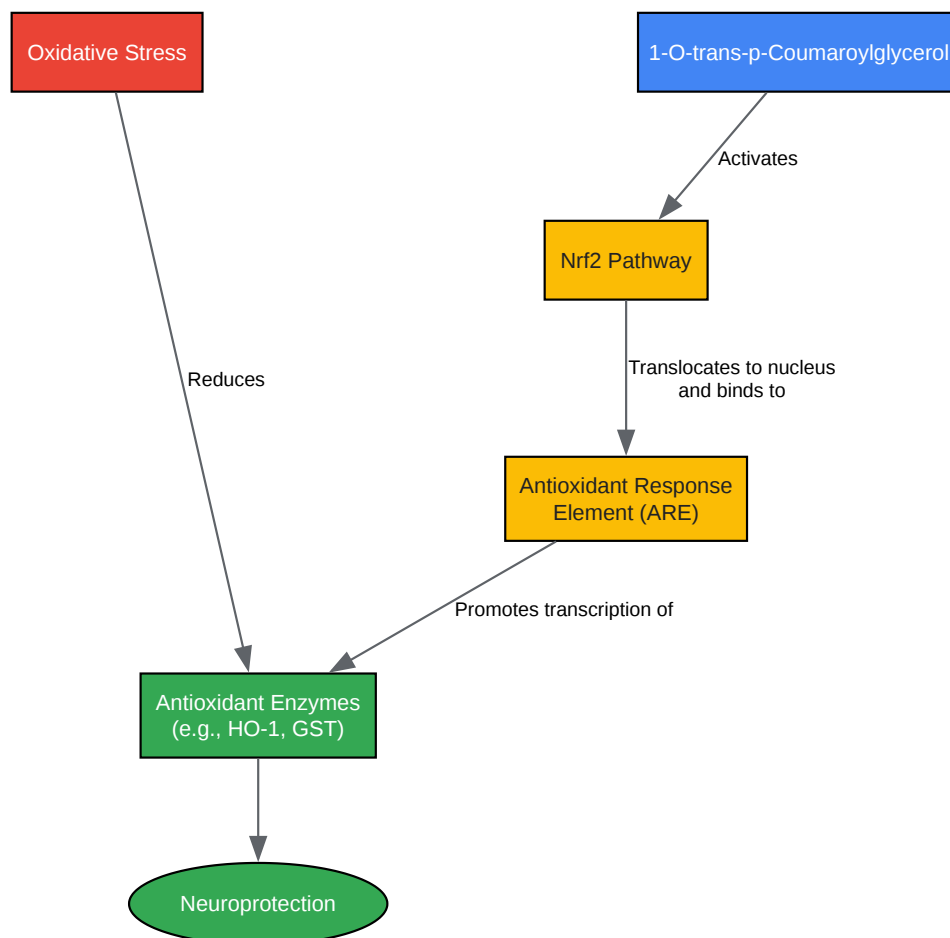 Oxidative Stress
1-O-trans-p-Coumaroylglycerol
Activates
Nrf2 Pathway
Reduces
Translocates to nucleus
and binds to
Antioxidant Response
Element (ARE)
Promotes transcription of
Antioxidant Enzymes
(e.g., HO-1, GST)
Neuroprotection